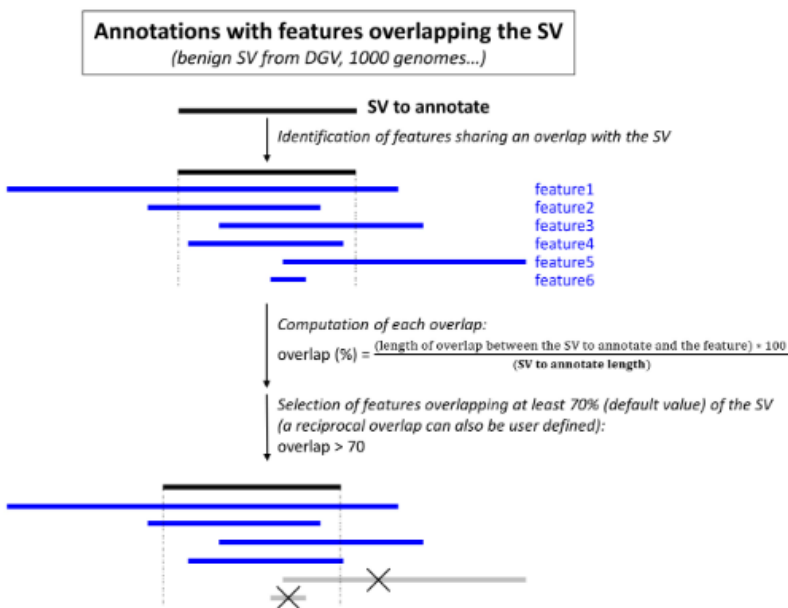 Annotations with features overlapping the SV
(benign SV from DGV, 1000 genomes...)
SV to annotate
Identification of features sharing an overlap with the SV
feature1
feature2
feature3
feature4
feature5
feature6
Computation of each overlap:
overlap (%) = (length of overlap between the SV to annotate and the feature) * 100
(SV to annotate length)
Selection of features overlapping at least 70% (default value) of the SV
(a reciprocal overlap can also be user defined):
overlap > 70